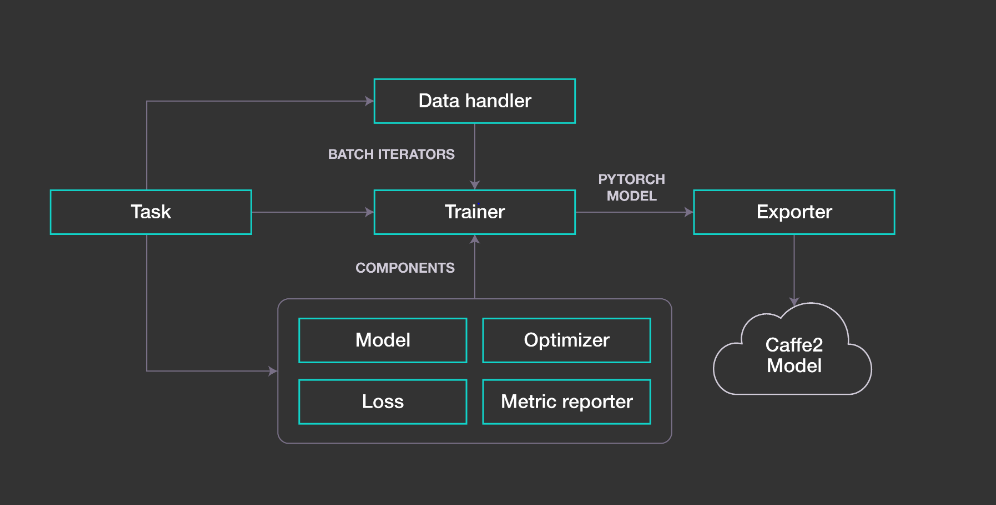 Data handler
BATCH ITERATORS
PYTORCH
MODEL
Task
Trainer
Exporter
COMPONENTS
Model
Optimizer
Caffe2
Model
Loss
Metric reporter